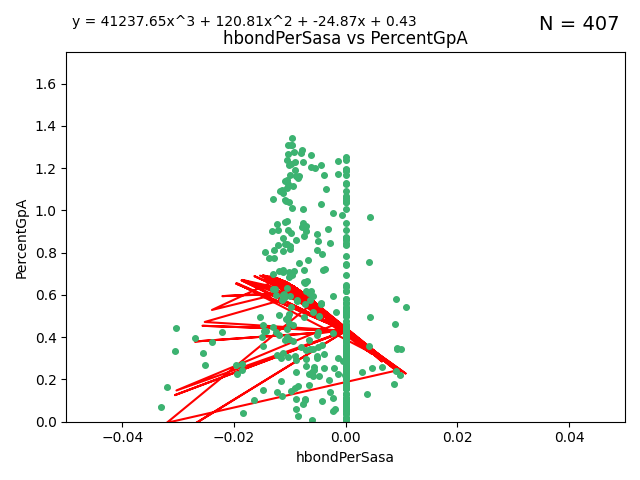 y = 41237.65x^3 + 120.81x^2 + -24.87x + 0.43
N = 407
hbondPerSasa vs PercentGpA
PercentGpA
1.6
1.4
1.2
1.0
0.8
0.6
0.4
0.2
0.0
−0.04 −0.02 0.00 0.02 0.04
hbondPerSasa